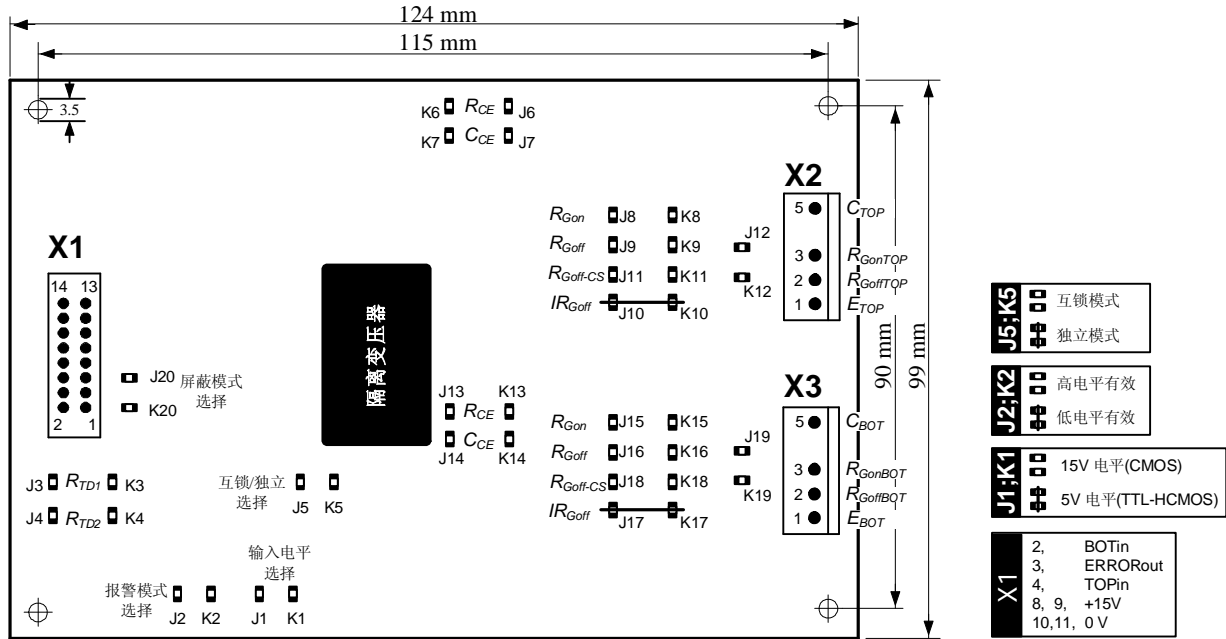 124 mm
115 mm
3.5
K6 R_CE J6
K7 C_CE J7
X2
R_Gon J8 K8
5 C_TOP
R_Goff J9 K9 J12
3 R_GonTOP
R_Goff-CS J11 K11 K12
2 R_GoffTOP
IR_Goff J10 K10
1 E_TOP
90 mm
99 mm
X1
14 13
2 1
J20 屏蔽模式
K20 选择
隔离变压器
J13 R_CE K13
J14 C_CE K14
X3
R_Gon J15 K15
5 C_BOT
R_Goff J16 K16 J19
3 R_GonBOT
R_Goff-CS J18 K18 K19
2 R_GoffBOT
IR_Goff J17 K17
1 E_BOT
J3 R_TD1 K3
J4 R_TD2 K4
互锁/独立
选择
J5 K5
输入电平
选择
报警模式
选择
J2 K2 J1 K1
J5;K5
互锁模式
独立模式
J2;K2
高电平有效
低电平有效
J1;K1
15V 电平(CMOS)
5V 电平(TTL-HCMOS)
X1
2, BOTin
3, ERRORout
4, TOPin
8, 9, +15V
10,11, 0 V